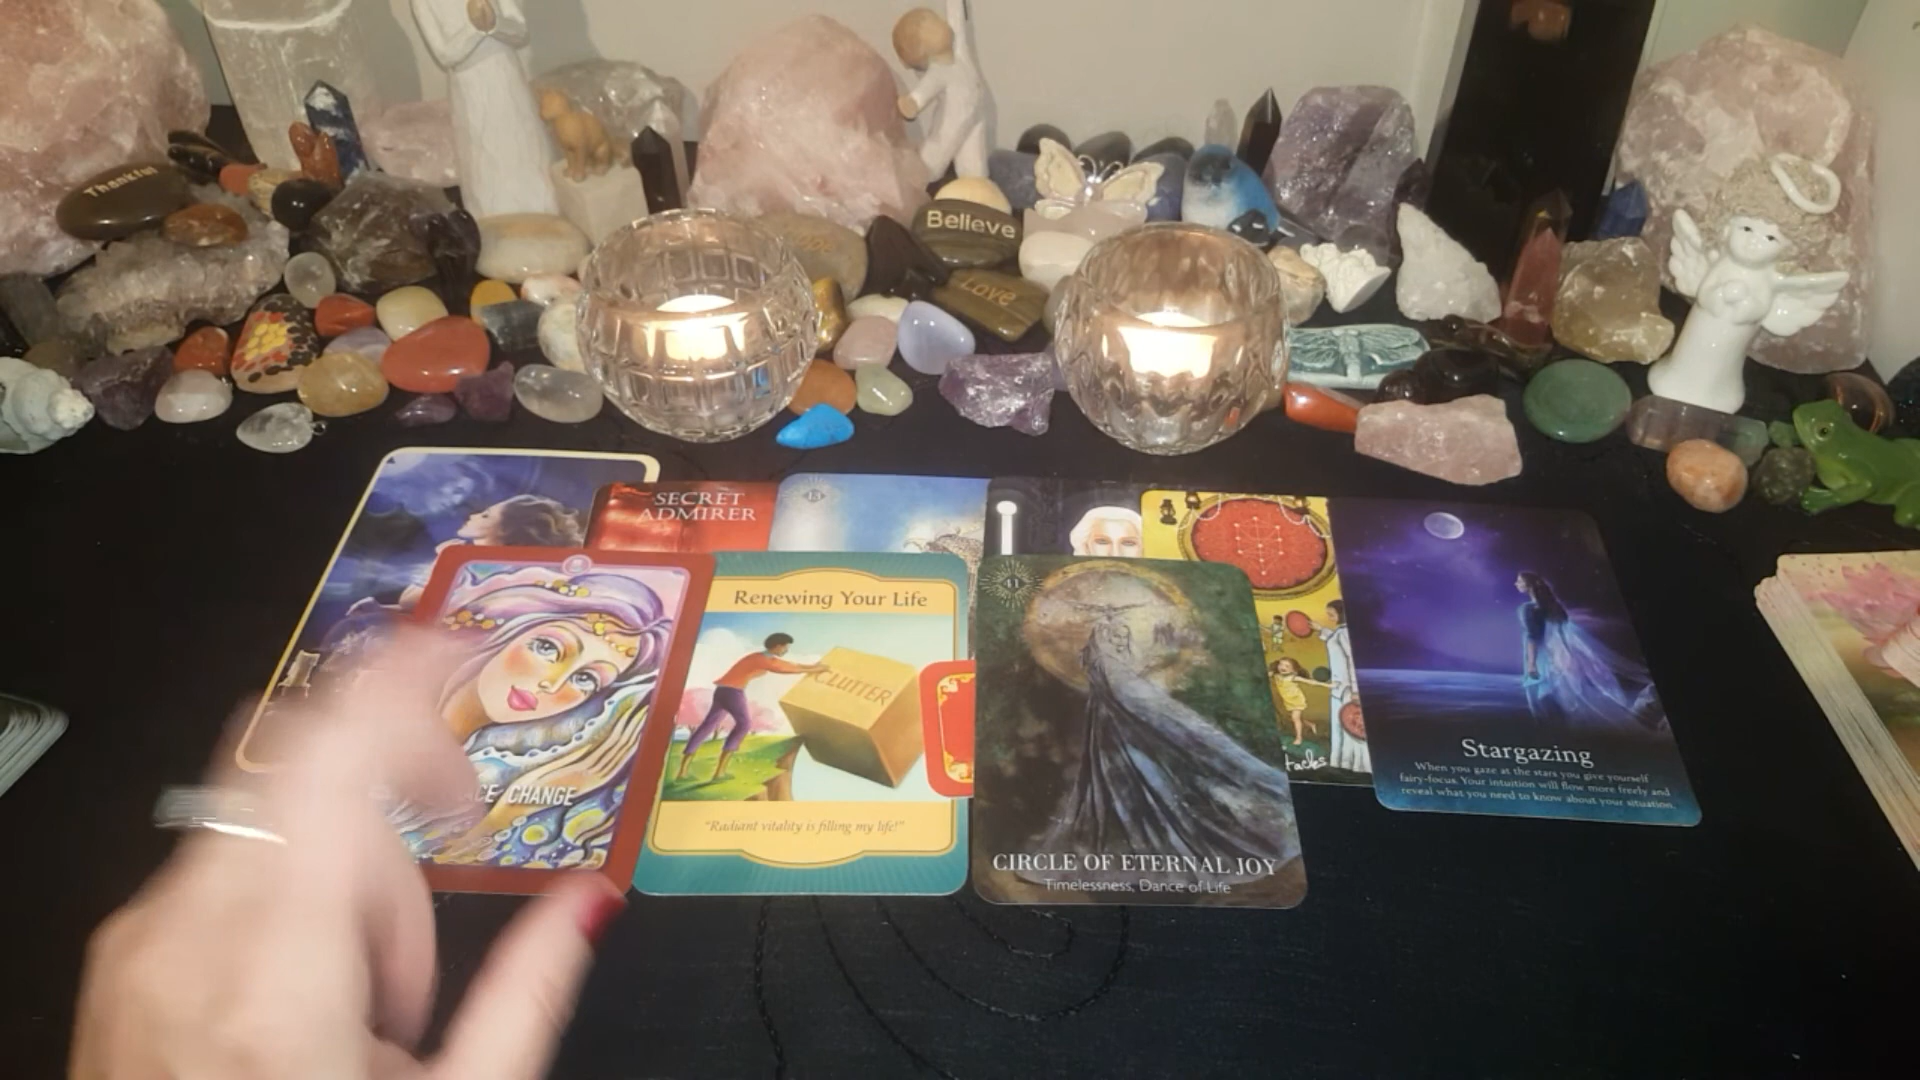 Thankful
Believe
Love
SECRET
ADMIRER
13
Renewing Your Life
CLUTTER
"Radiant vitality is filling my life!"
CHANGE
41
CIRCLE OF ETERNAL JOY
Timelessness, Dance of Life
tacles
Stargazing
When you gaze at the stars you give yourself
fairy-focus. Your intuition will flow more freely and
reveal what you need to know about your situation.